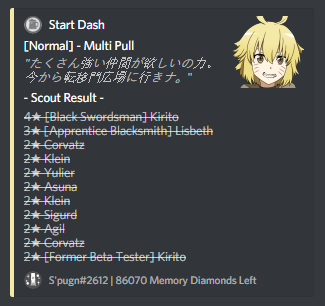 Start Dash
[Normal] - Multi Pull
"たくさん強い仲間が欲しいの力。
今から転移門広場に行きナ。"
- Scout Result -
4★ [Black Swordsman] Kirito
3★ [Apprentice Blacksmith] Lisbeth
2★ Corvatz
2★ Klein
2★ Yulier
2★ Asuna
2★ Klein
2★ Sigurd
2★ Agil
2★ Corvatz
2★ [Former Beta Tester] Kirito
S'pugn#2612 | 86070 Memory Diamonds Left